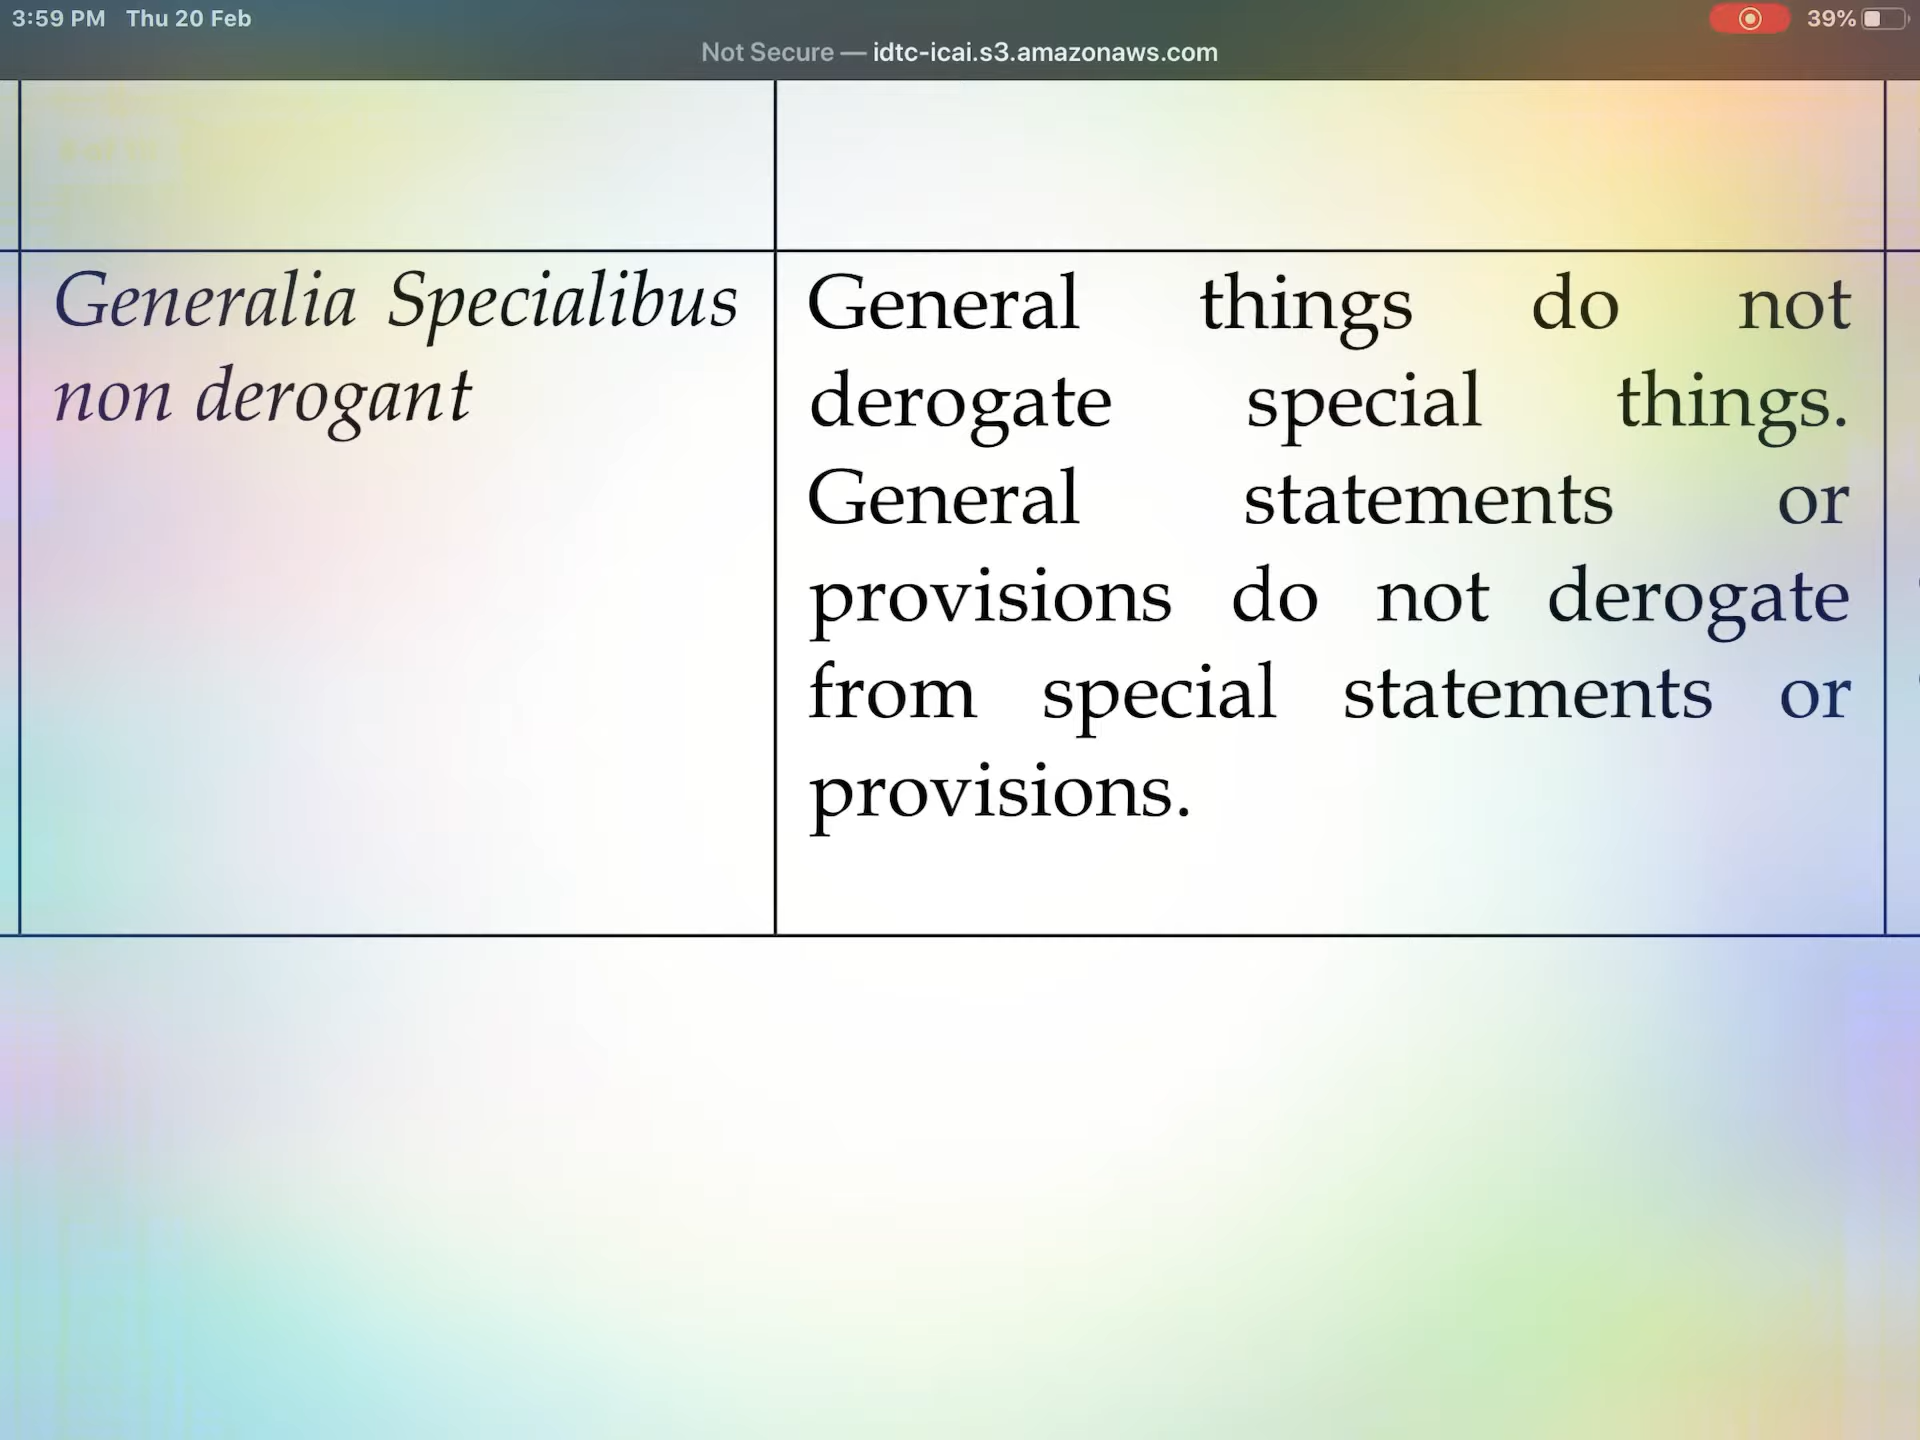 3:59 PM Thu 20 Feb
39%
Not Secure — idtc-icai.s3.amazonaws.com
Generalia Specialibus
non derogant
General things do not
derogate special things.
General statements or
provisions do not derogate
from special statements or
provisions.